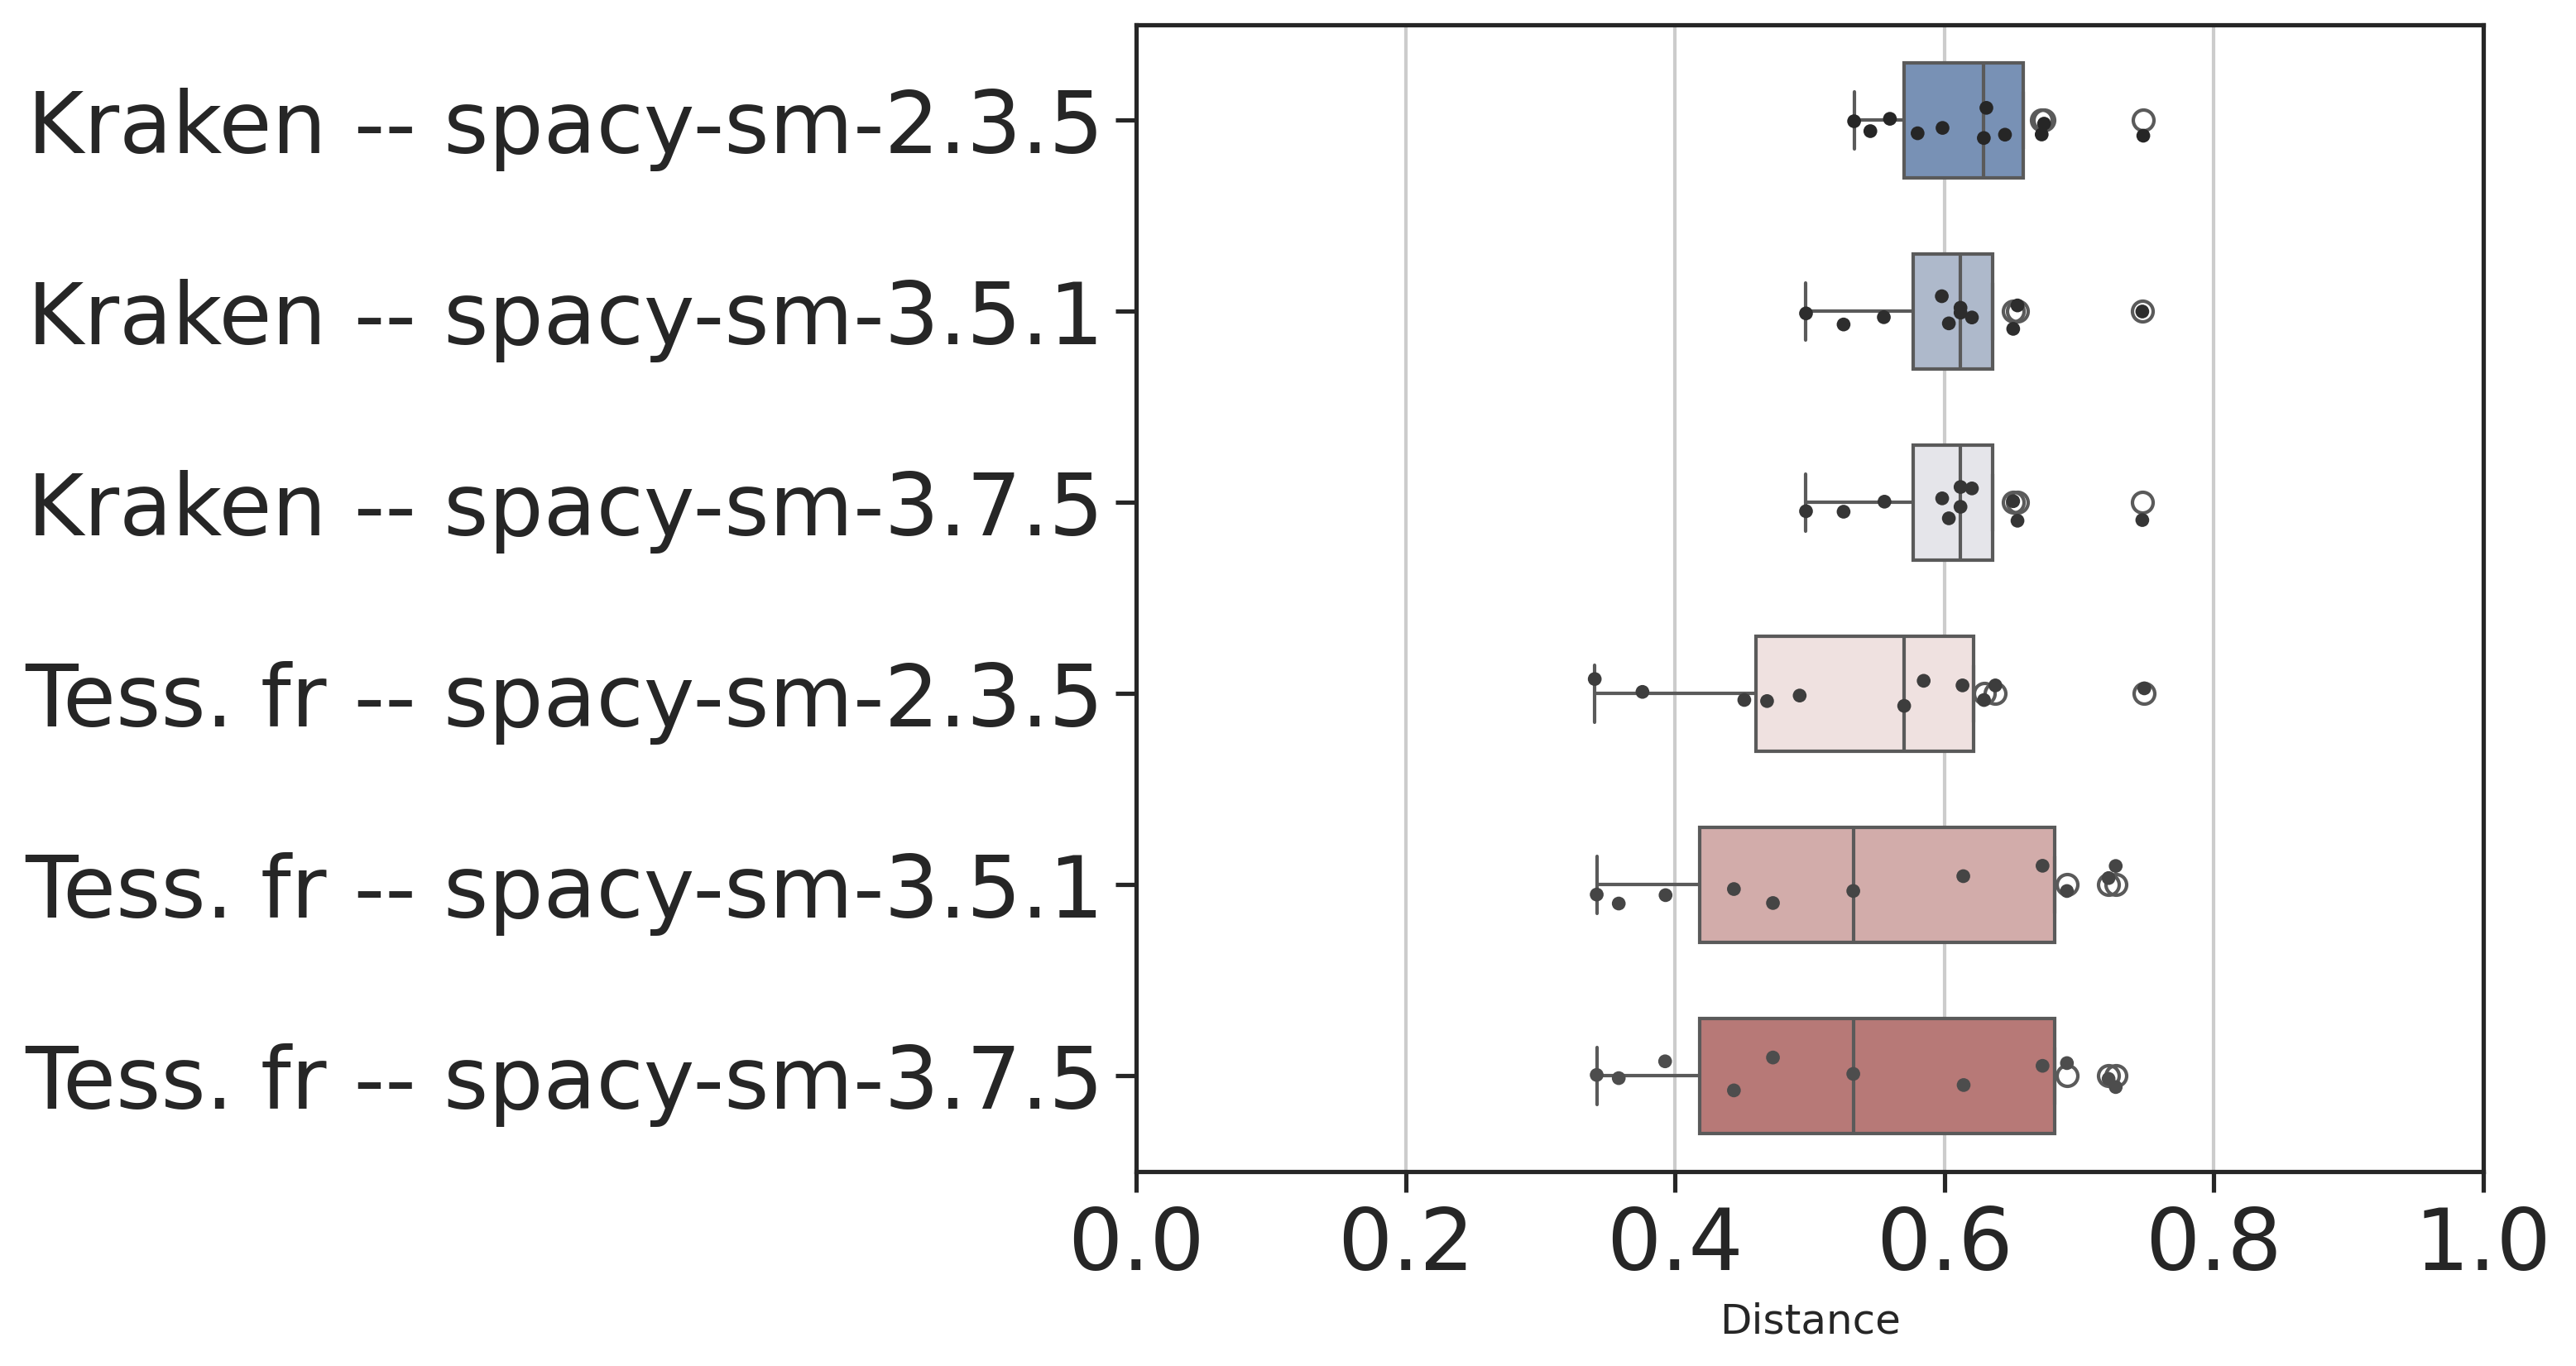 Kraken -- spacy-sm-2.3.5
Kraken -- spacy-sm-3.5.1
Kraken -- spacy-sm-3.7.5
Tess. fr -- spacy-sm-2.3.5
Tess. fr -- spacy-sm-3.5.1
Tess. fr -- spacy-sm-3.7.5
0.0 0.2 0.4 0.6 0.8 1.0
Distance